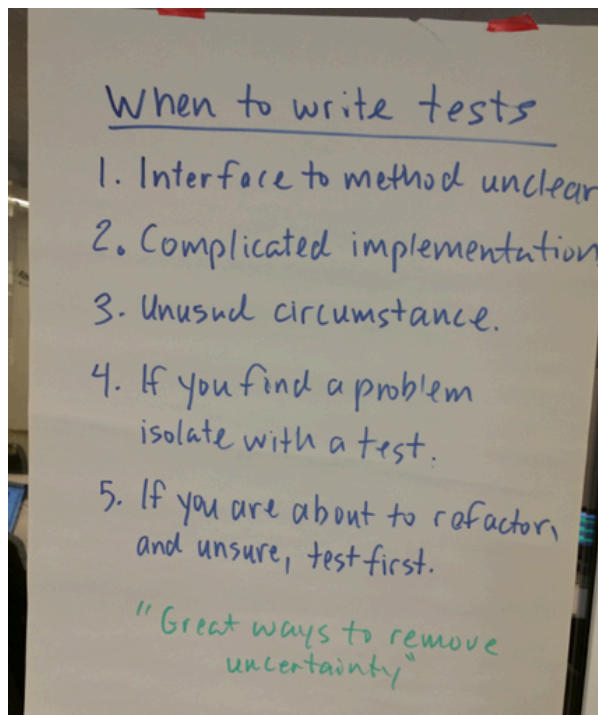 When to write tests
1. Interface to method unclear
2. Complicated implementation
3. Unusual circumstance.
4. If you find a problem
isolate with a test.
5. If you are about to refactor,
and unsure, test first.
"Great ways to remove
uncertainty"